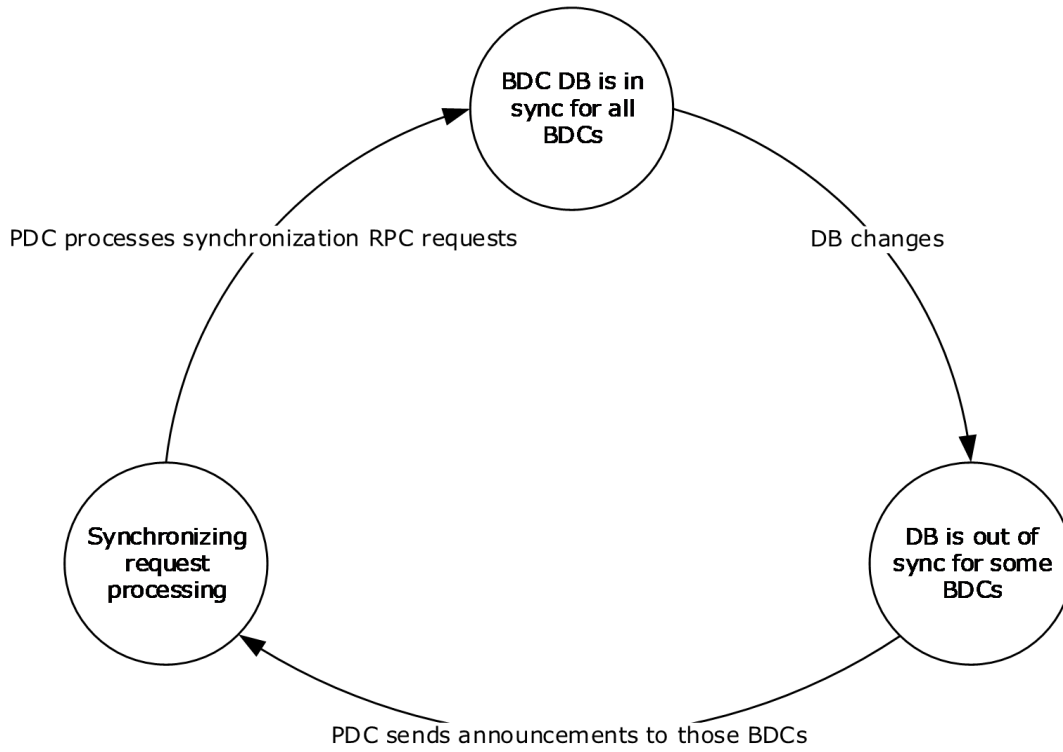 BDC DB is in
sync for all
BDCs
PDC processes synchronization RPC requests
DB changes
Synchronizing
request
processing
DB is out of
sync for some
BDCs
PDC sends announcements to those BDCs